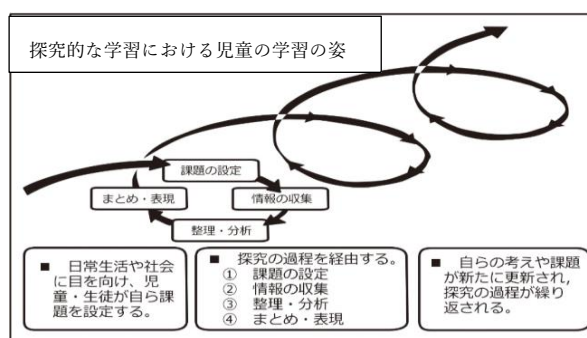 探究的な学習における児童の学習の姿
課題の設定
まとめ・表現
情報の収集
整理・分析
■ 日常生活や社会
に目を向け、児
童・生徒が自ら課
題を設定する。
■ 探究の過程を経由する。
① 課題の設定
② 情報の収集
③ 整理・分析
④ まとめ・表現
■ 自らの考えや課題
が新たに更新され,
探究の過程が繰り
返される。